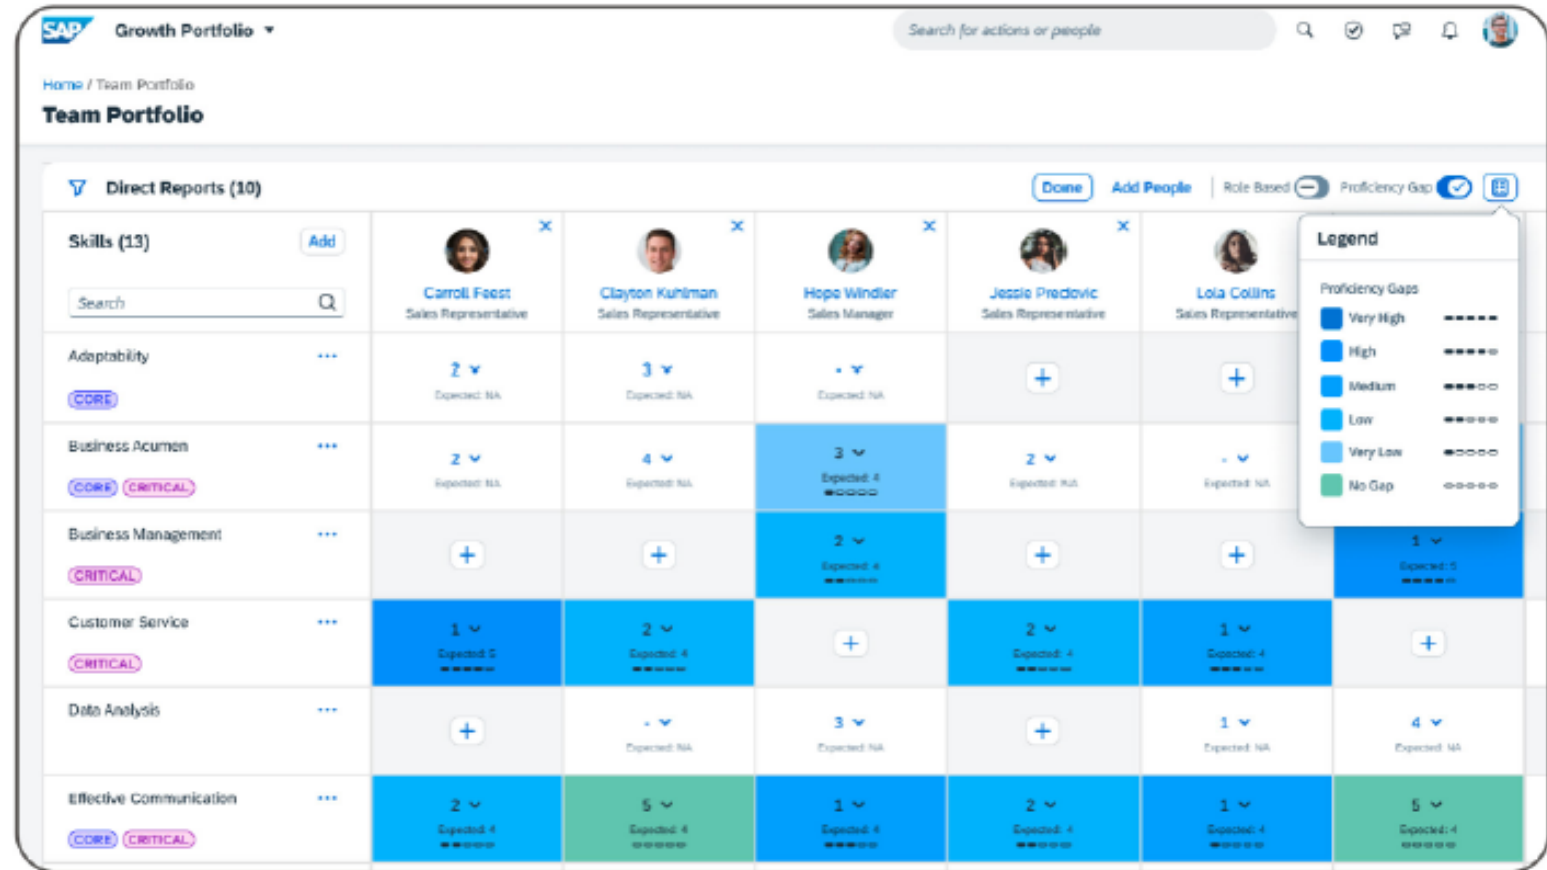 SAP Growth Portfolio
Search for actions or people
Home / Team Portfolio
Team Portfolio
Direct Reports (10)
Done Add People Role Based Proficiency Gap
Skills (13) Add
Search
Carroll Feest
Sales Representative
Clayton Kuhlman
Sales Representative
Hope Windler
Sales Manager
Jessie Predovic
Sales Representative
Lola Collins
Sales Representative
Legend
Proficiency Gaps
Very High
High
Medium
Low
Very Low
No Gap
Adaptability
CORE
2
Expected: NA
3
Expected: NA
-
Expected: NA
+
+
Business Acumen
CORE CRITICAL
2
Expected: NA
4
Expected: NA
3
Expected: 4
2
Expected: NA
-
Expected: NA
Business Management
CRITICAL
+
+
2
Expected: 4
+
+
1
Expected: 5
Customer Service
CRITICAL
1
Expected: 5
2
Expected: 4
+
2
Expected: 4
1
Expected: 4
+
Data Analysis
+
-
Expected: NA
3
Expected: NA
+
1
Expected: NA
4
Expected: NA
Effective Communication
CORE CRITICAL
2
Expected: 4
5
Expected: 4
1
Expected: 4
2
Expected: 4
1
Expected: 4
5
Expected: 4